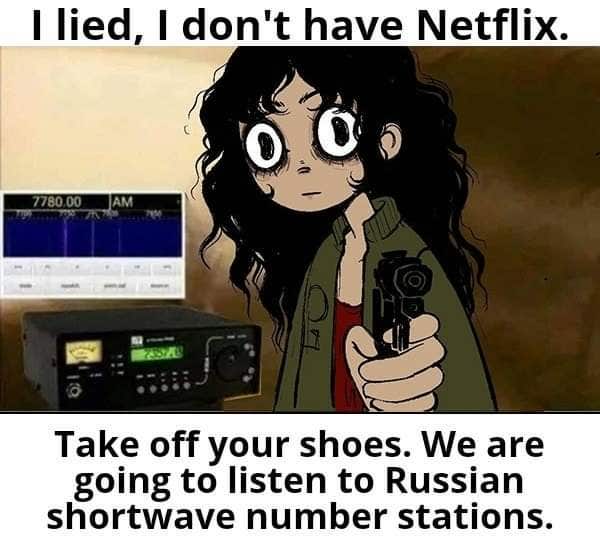 I lied, I don't have Netflix.
7780.00 AM
Take off your shoes. We are
going to listen to Russian
shortwave number stations.